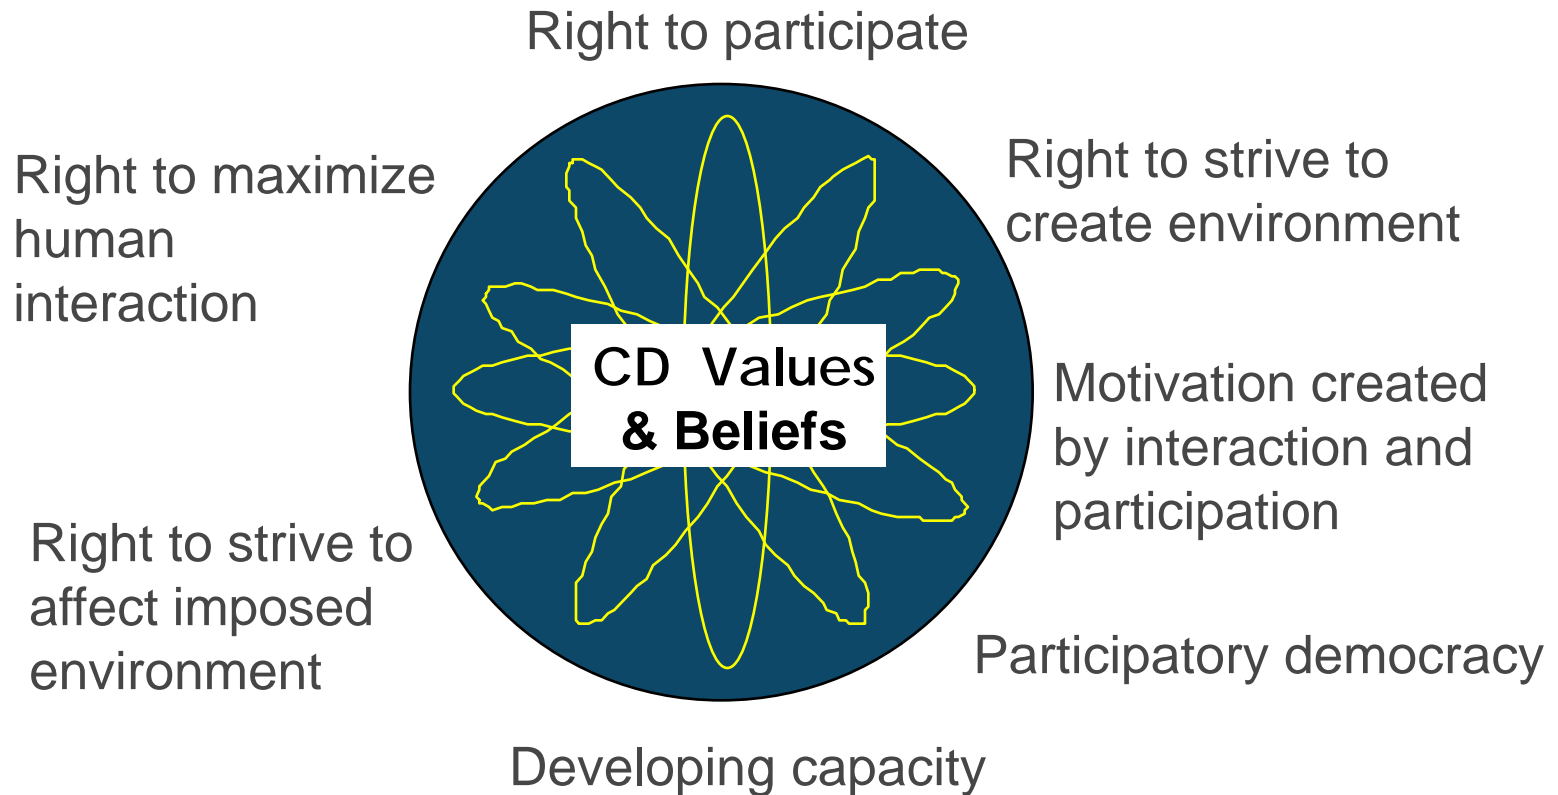 Right to participate
Right to strive to
create environment
Motivation created
by interaction and
participation
Participatory democracy
Developing capacity
Right to strive to
affect imposed
environment
Right to maximize
human
interaction
CD Values
& Beliefs